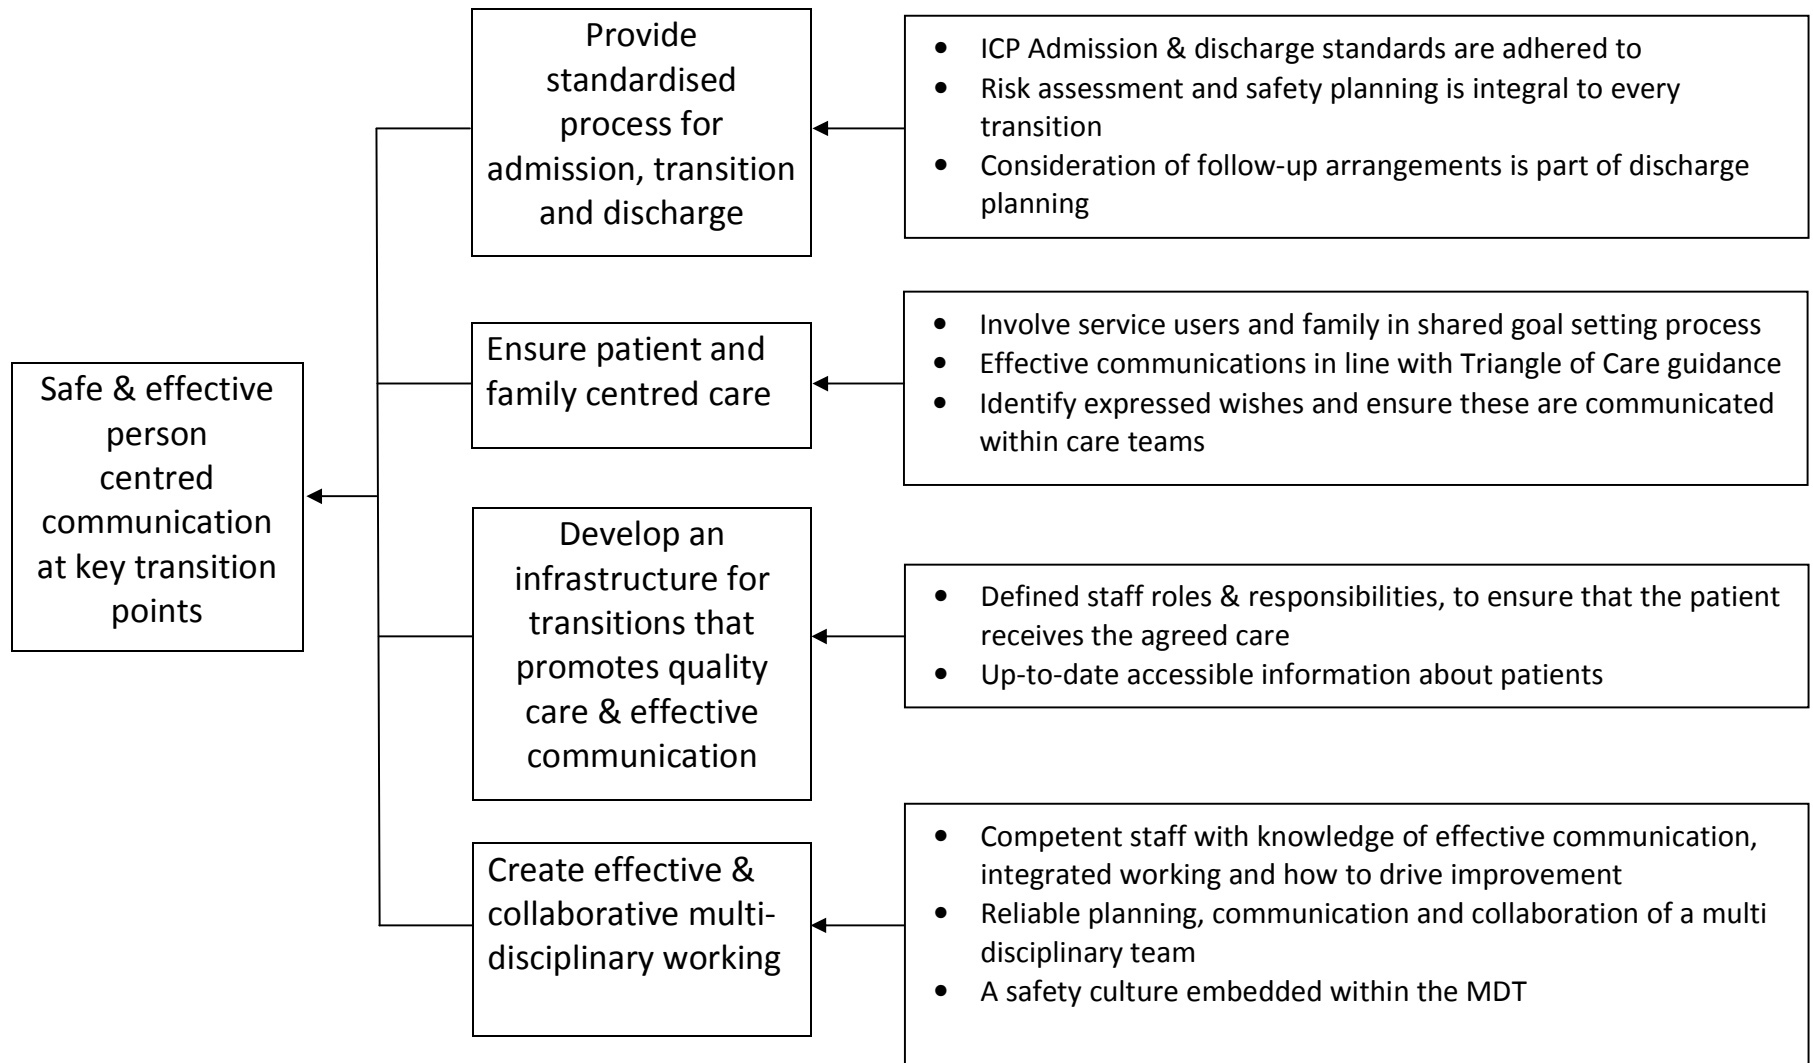 Provide
standardised
process for
admission, transition
and discharge
• ICP Admission & discharge standards are adhered to
• Risk assessment and safety planning is integral to every
transition
• Consideration of follow-up arrangements is part of discharge
planning
Ensure patient and
family centred care
• Involve service users and family in shared goal setting process
• Effective communications in line with Triangle of Care guidance
• Identify expressed wishes and ensure these are communicated
within care teams
Safe & effective
person
centred
communication
at key transition
points
Develop an
infrastructure for
transitions that
promotes quality
care & effective
communication
• Defined staff roles & responsibilities, to ensure that the patient
receives the agreed care
• Up-to-date accessible information about patients
Create effective &
collaborative multi-
disciplinary working
• Competent staff with knowledge of effective communication,
integrated working and how to drive improvement
• Reliable planning, communication and collaboration of a multi
disciplinary team
• A safety culture embedded within the MDT